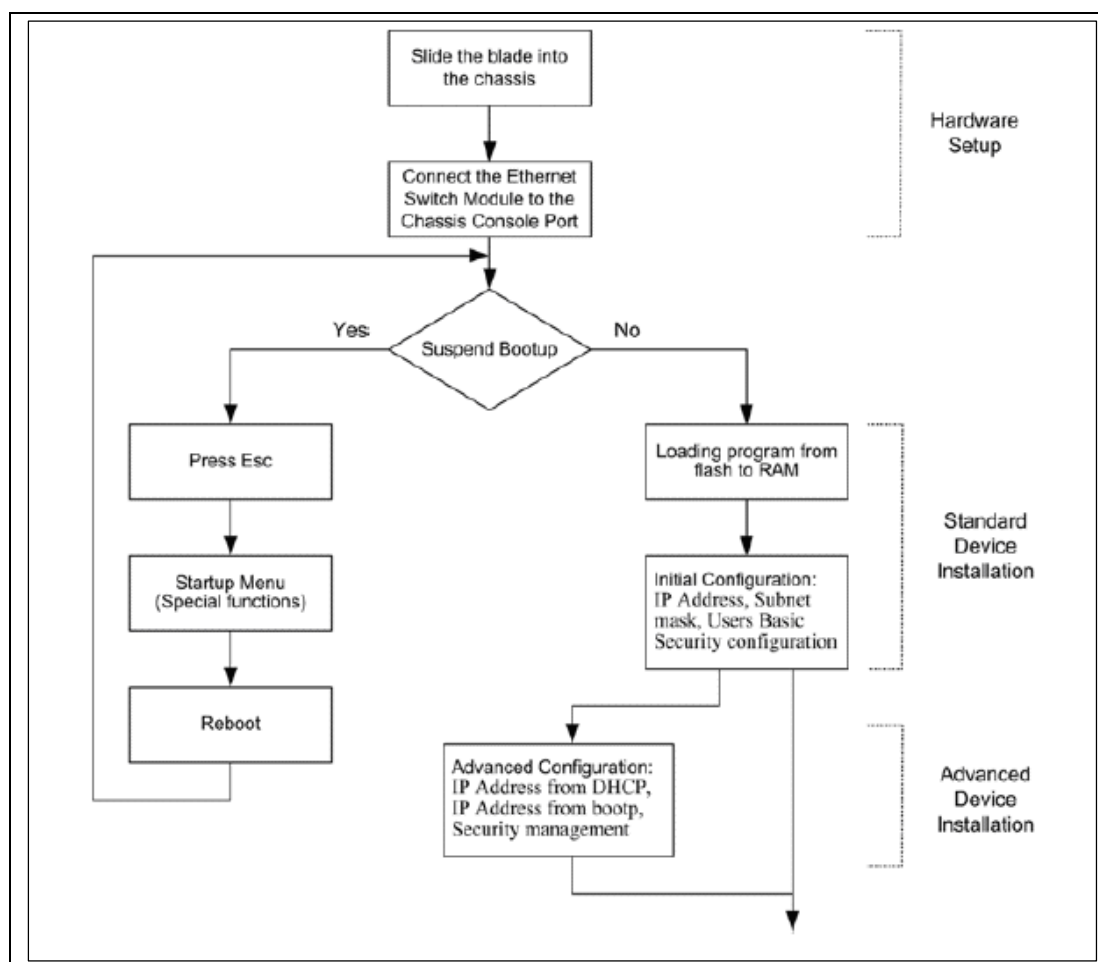 Slide the blade into
the chassis
Hardware
Setup
Connect the Ethernet
Switch Module to the
Chassis Console Port
Yes
No
Suspend Bootup
Press Esc
Loading program from
flash to RAM
Standard
Device
Installation
Startup Menu
(Special functions)
Initial Configuration:
IP Address, Subnet
mask, Users Basic
Security configuration
Reboot
Advanced Configuration:
IP Address from DHCP,
IP Address from bootp,
Security management
Advanced
Device
Installation